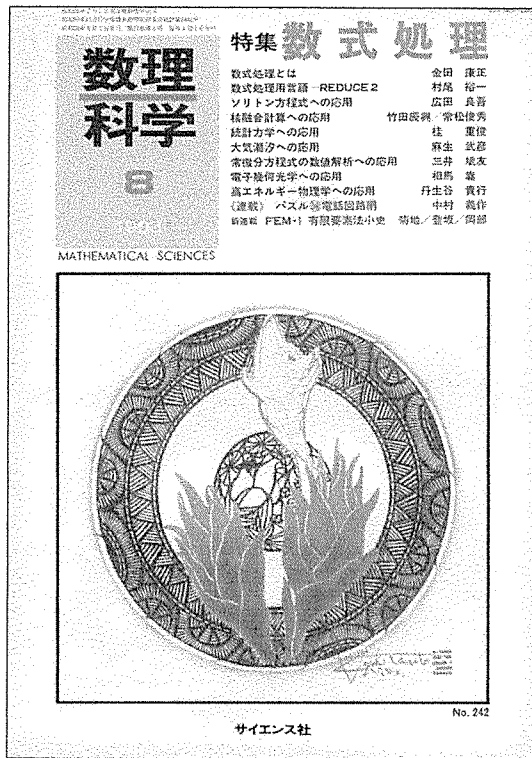 特集 数式処理
数理
科学
8
MATHEMATICAL SCIENCES
数式処理とは 金田 康正
数式処理用言語—REDUCE 2 村尾 裕一
ソリトン方程式への応用 広田 良吾
核融合計算への応用 竹田辰興/常松俊秀
統計力学への応用 桂 重俊
大気潮汐への応用 麻生 武彦
常微分方程式の数値解析への応用 三井 斌友
電子幾何光学への応用 相馬 嵩
高エネルギー物理学への応用 丹生谷 貴行
〈連載〉 パズル 電話回路網 中村 義作
新連載 FEM・1 有限要素法小史 菊地/登坂/岡部
No. 242
サイエンス社